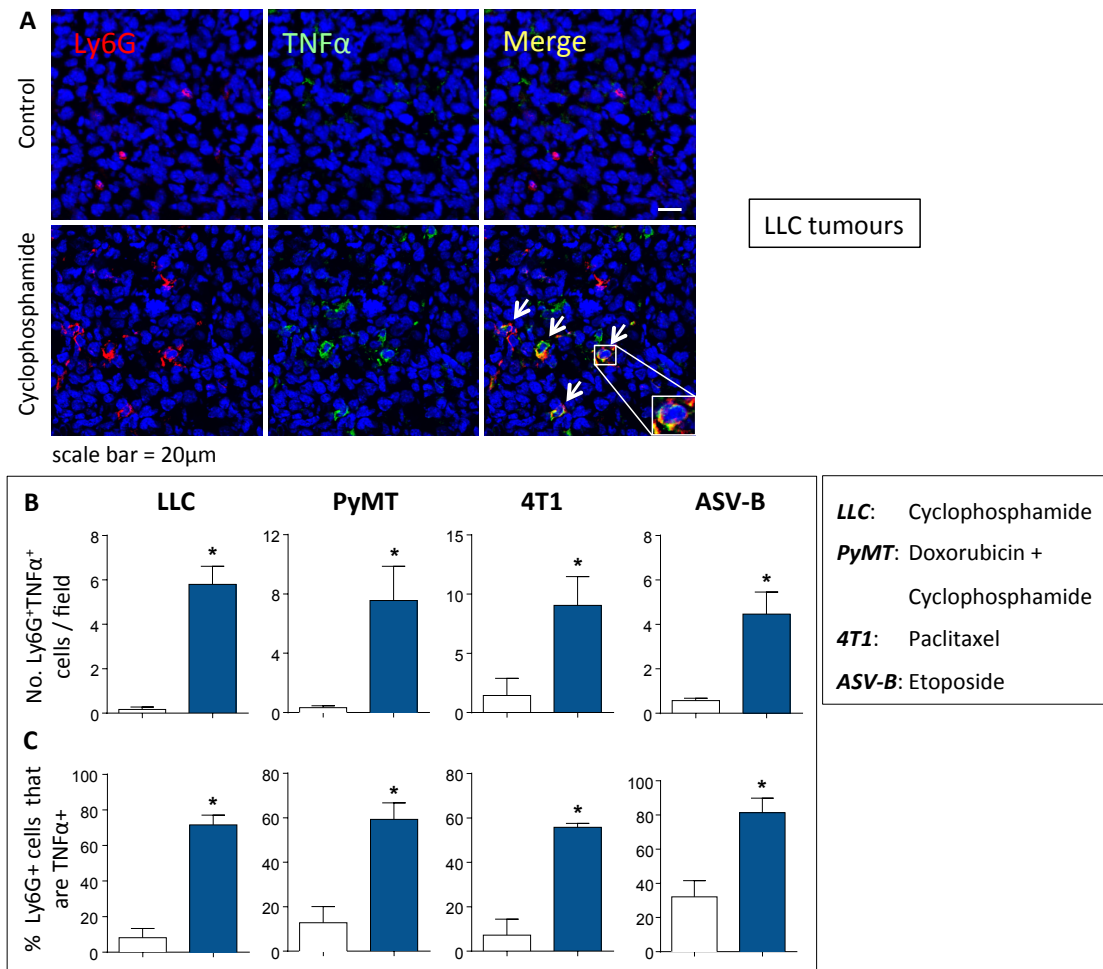 A
Ly6G
TNFα
Merge
Control
Cyclophosphamide
LLC tumours
scale bar = 20µm
B
LLC
PyMT
4T1
ASV-B
No. Ly6G⁺TNFα⁺
cells / field
8
6
4
2
0
*
12
8
4
0
*
15
10
5
0
*
8
6
4
2
0
*
C
% Ly6G+ cells that
are TNFα+
100
80
60
40
20
0
*
80
60
40
20
0
*
80
60
40
20
0
*
100
80
60
40
20
0
*
LLC: Cyclophosphamide
PyMT: Doxorubicin +
Cyclophosphamide
4T1: Paclitaxel
ASV-B: Etoposide